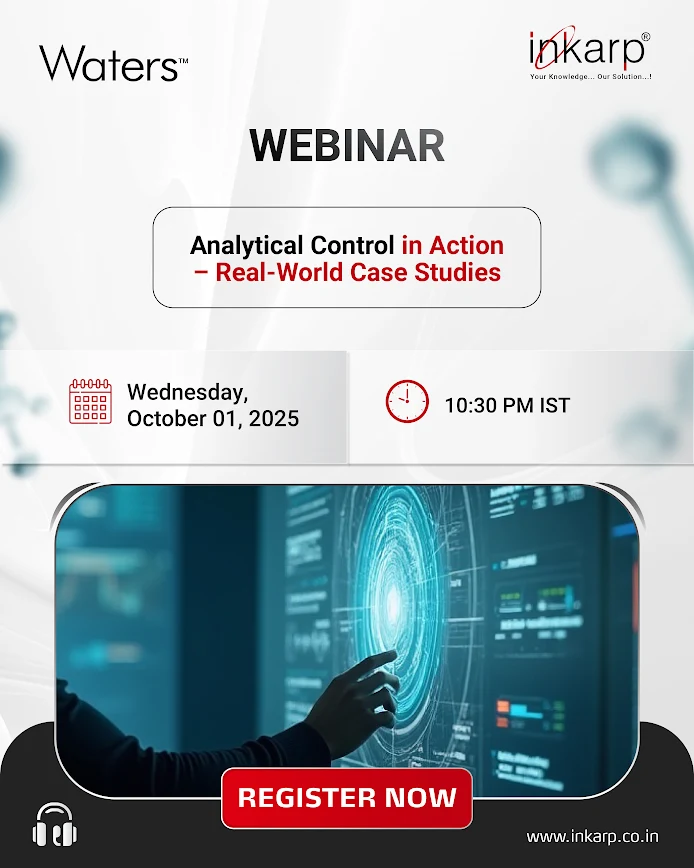 Waters™
inkarp®
Your Knowledge... Our Solution...!
WEBINAR
Analytical Control in Action
– Real-World Case Studies
Wednesday,
October 01, 2025
10:30 PM IST
REGISTER NOW
www.inkarp.co.in